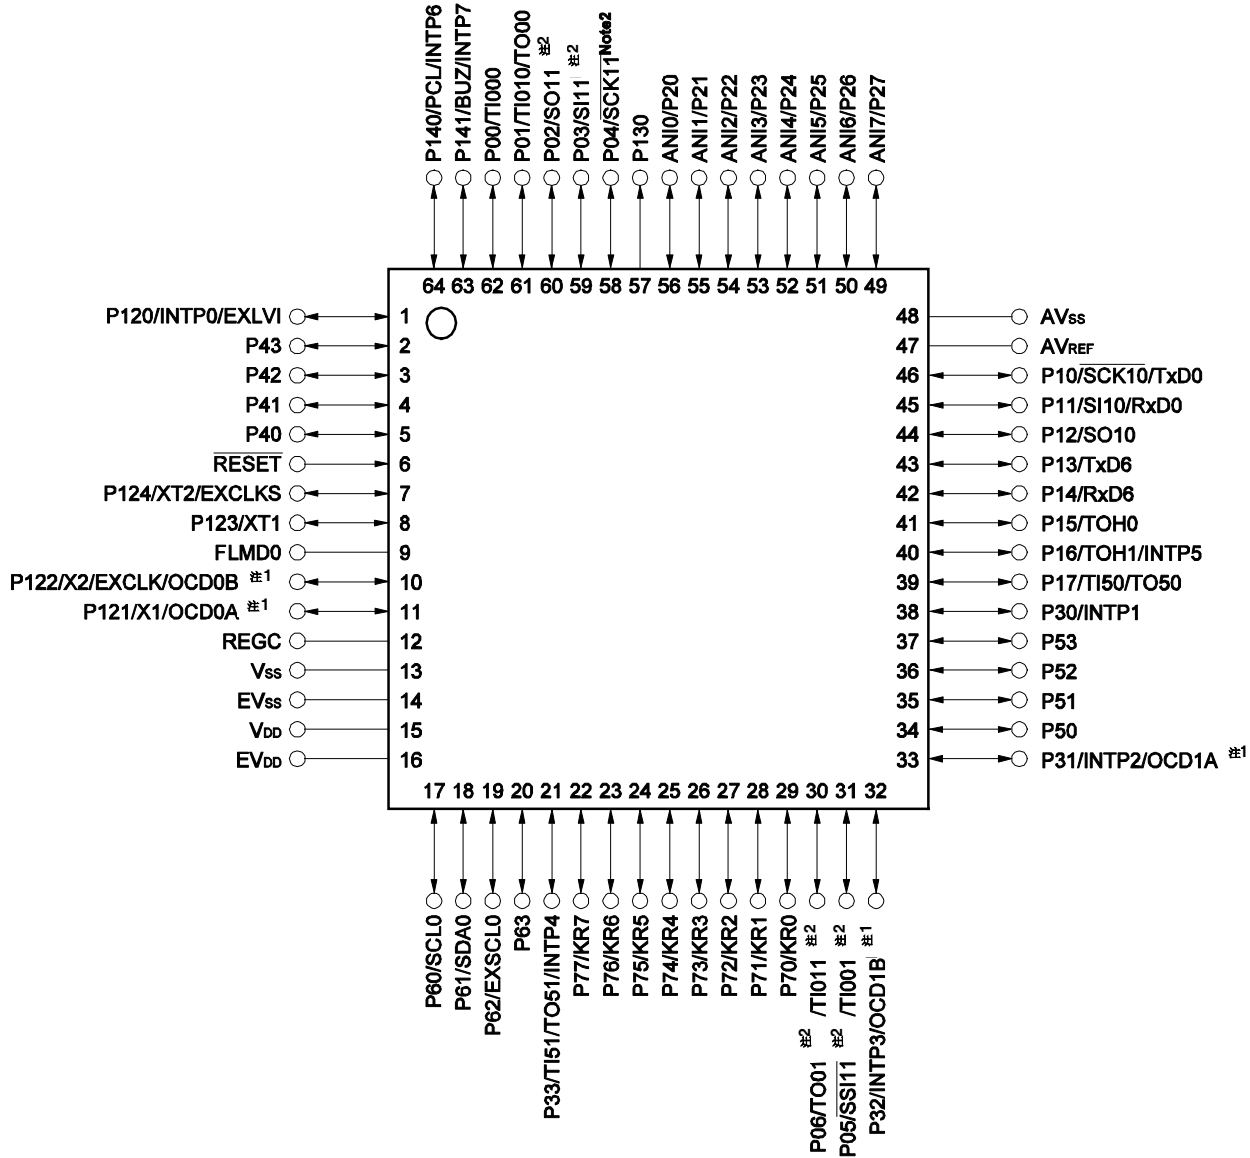 P140/PCL/INTP6
P141/BUZ/INTP7
P00/TI000
P01/TI010/TO00
P02/SO11 注2
P03/SI11 注2
P04/SCK11 Note2
P130
ANI0/P20
ANI1/P21
ANI2/P22
ANI3/P23
ANI4/P24
ANI5/P25
ANI6/P26
ANI7/P27
64 63 62 61 60 59 58 57 56 55 54 53 52 51 50 49
P120/INTP0/EXLVI 1
P43 2
P42 3
P41 4
P40 5
RESET 6
P124/XT2/EXCLKS 7
P123/XT1 8
FLMD0 9
P122/X2/EXCLK/OCD0B 注1 10
P121/X1/OCD0A 注1 11
REGC 12
VSS 13
EVSS 14
VDD 15
EVDD 16
48 AVSS
47 AVREF
46 P10/SCK10/TxD0
45 P11/SI10/RxD0
44 P12/SO10
43 P13/TxD6
42 P14/RxD6
41 P15/TOH0
40 P16/TOH1/INTP5
39 P17/TI50/TO50
38 P30/INTP1
37 P53
36 P52
35 P51
34 P50
33 P31/INTP2/OCD1A 注1
17 18 19 20 21 22 23 24 25 26 27 28 29 30 31 32
P60/SCL0
P61/SDA0
P62/EXSCL0
P63
P33/TI51/TO51/INTP4
P77/KR7
P76/KR6
P75/KR5
P74/KR4
P73/KR3
P72/KR2
P71/KR1
P70/KR0
P06/TO01 注2 /TI011 注2
P05/SSI11 注2 /TI001 注2
P32/INTP3/OCD1B 注1